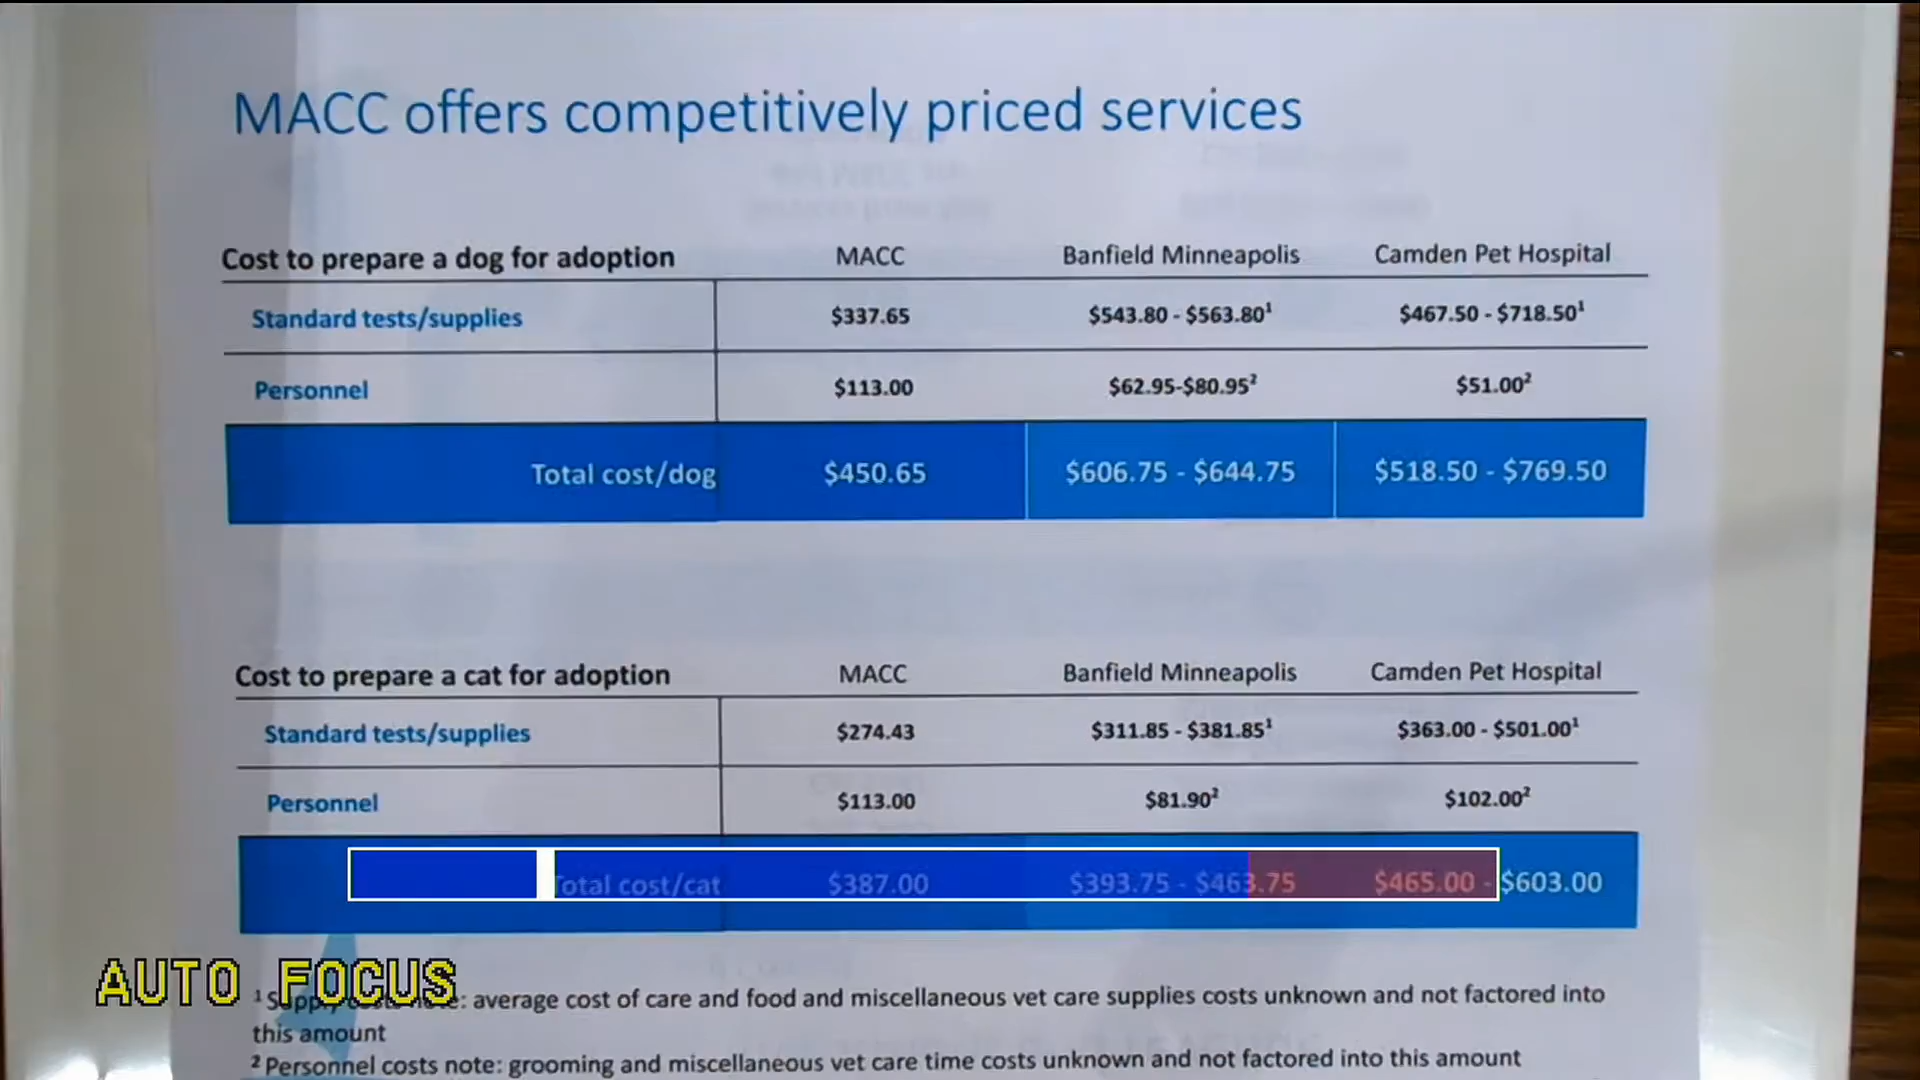 MACC offers competitively priced services
Cost to prepare a dog for adoption MACC Banfield Minneapolis Camden Pet Hospital
Standard tests/supplies $337.65 $543.80 - $563.80¹ $467.50 - $718.50¹
Personnel $113.00 $62.95-$80.95² $51.00²
Total cost/dog $450.65 $606.75 - $644.75 $518.50 - $769.50
Cost to prepare a cat for adoption MACC Banfield Minneapolis Camden Pet Hospital
Standard tests/supplies $274.43 $311.85 - $381.85¹ $363.00 - $501.00¹
Personnel $113.00 $81.90² $102.00²
Total cost/cat $387.00 $393.75 - $463.75 $465.00 - $603.00
AUTO FOCUS
¹ : average cost of care and food and miscellaneous vet care supplies costs unknown and not factored into
this amount
² Personnel costs note: grooming and miscellaneous vet care time costs unknown and not factored into this amount